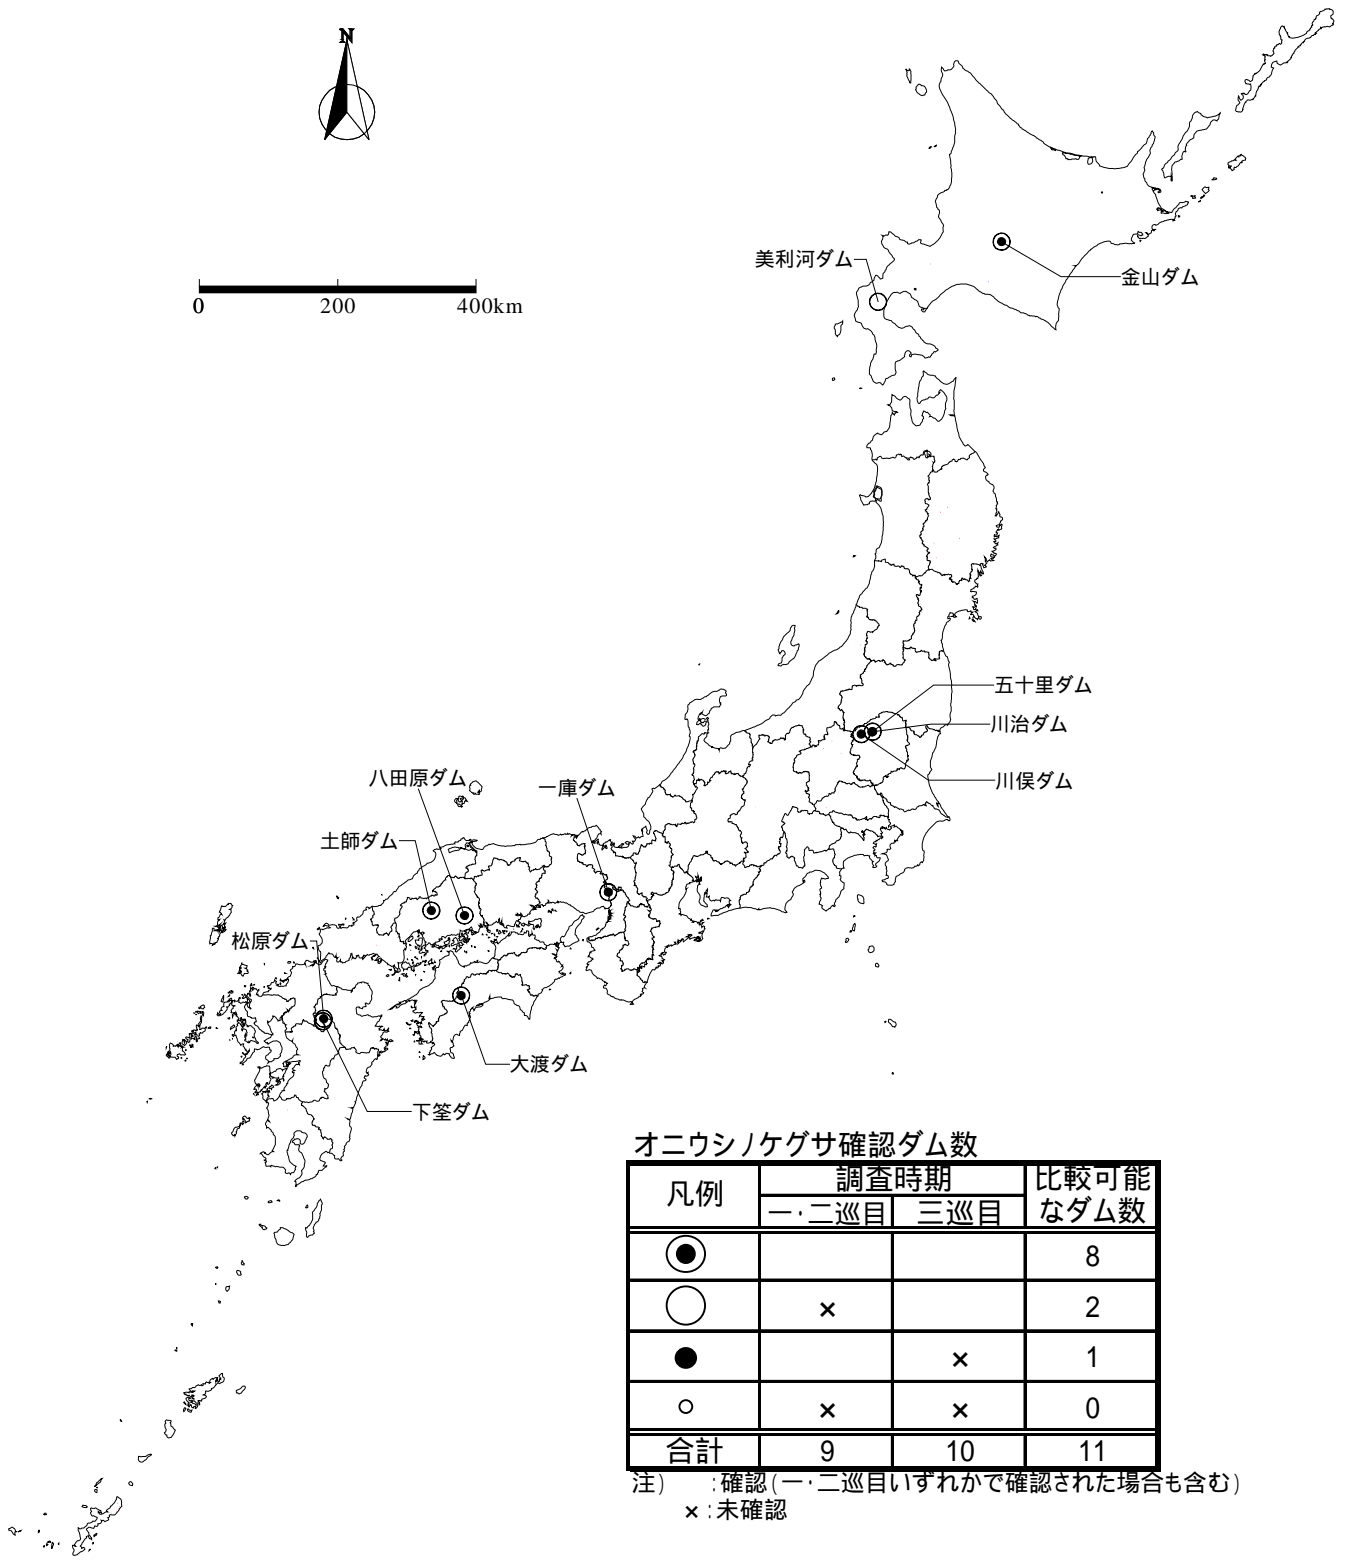 N
0 200 400km
美利河ダム
金山ダム
五十里ダム
川治ダム
川俣ダム
八田原ダム
一庫ダム
土師ダム
松原ダム
大渡ダム
下筌ダム
オニウシノケグサ確認ダム数
凡例 調査時期 比較可能
一・二巡目 三巡目 なダム数
8
× 2
× 1
× × 0
合計 9 10 11
注) :確認(一・二巡目いずれかで確認された場合も含む)
×:未確認